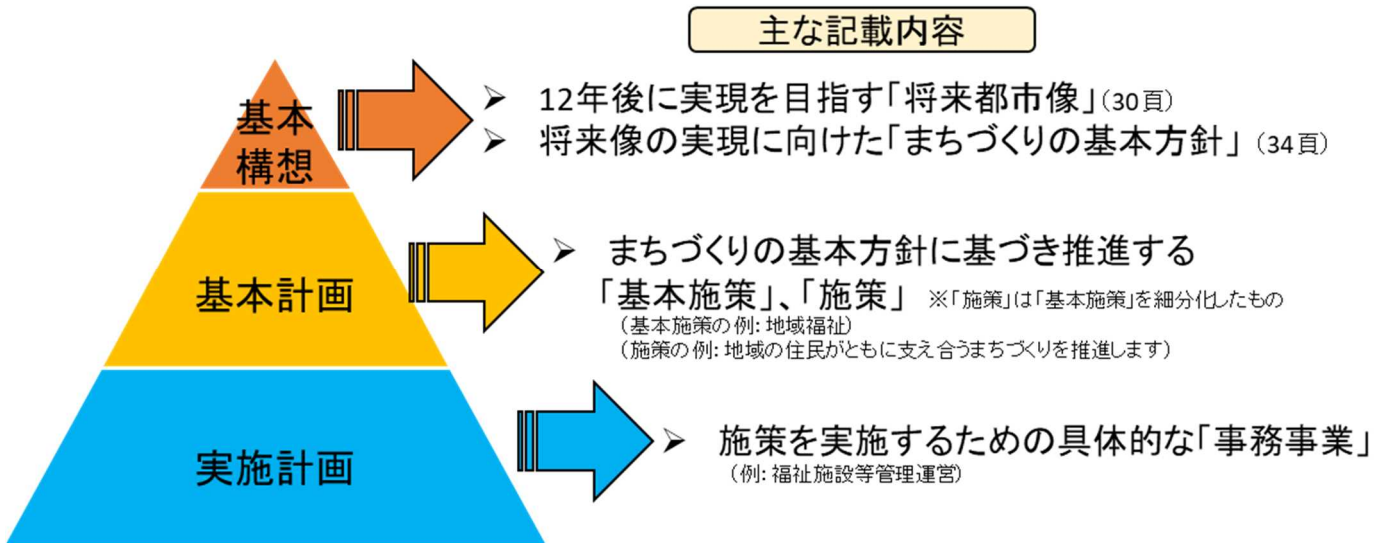 主な記載内容
基本
構想
➢ 12年後に実現を目指す「将来都市像」(30頁)
➢ 将来像の実現に向けた「まちづくりの基本方針」(34頁)
基本計画
➢ まちづくりの基本方針に基づき推進する
「基本施策」、「施策」 ※「施策」は「基本施策」を細分化したもの
(基本施策の例:地域福祉)
(施策の例:地域の住民がともに支え合うまちづくりを推進します)
実施計画
➢ 施策を実施するための具体的な「事務事業」
(例:福祉施設等管理運営)